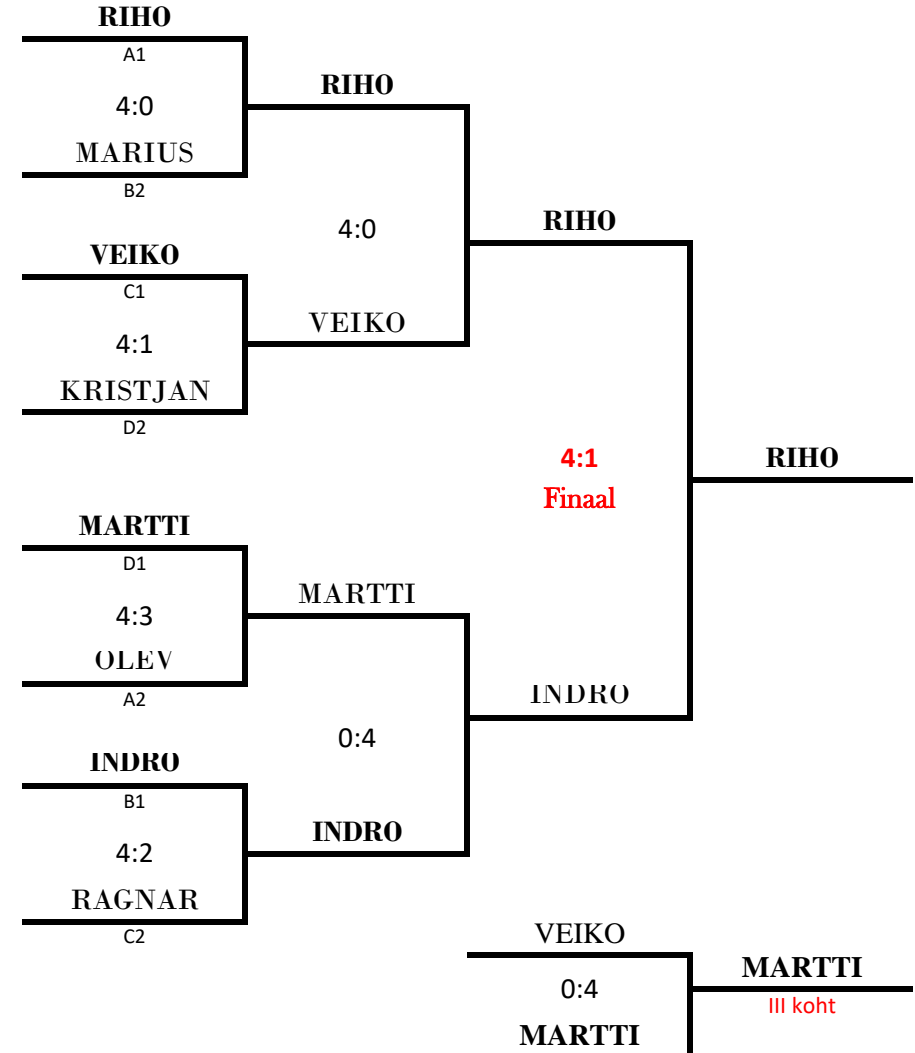 RIHO
A1
4:0
MARIUS
B2
VEIKO
C1
4:1
KRISTJAN
D2
MARTTI
D1
4:3
OLEV
A2
INDRO
B1
4:2
RAGNAR
C2
RIHO
4:0
VEIKO
MARTTI
0:4
INDRO
RIHO
4:1
Finaal
INDRO
RIHO
VEIKO
0:4
MARTTI
MARTTI
III koht